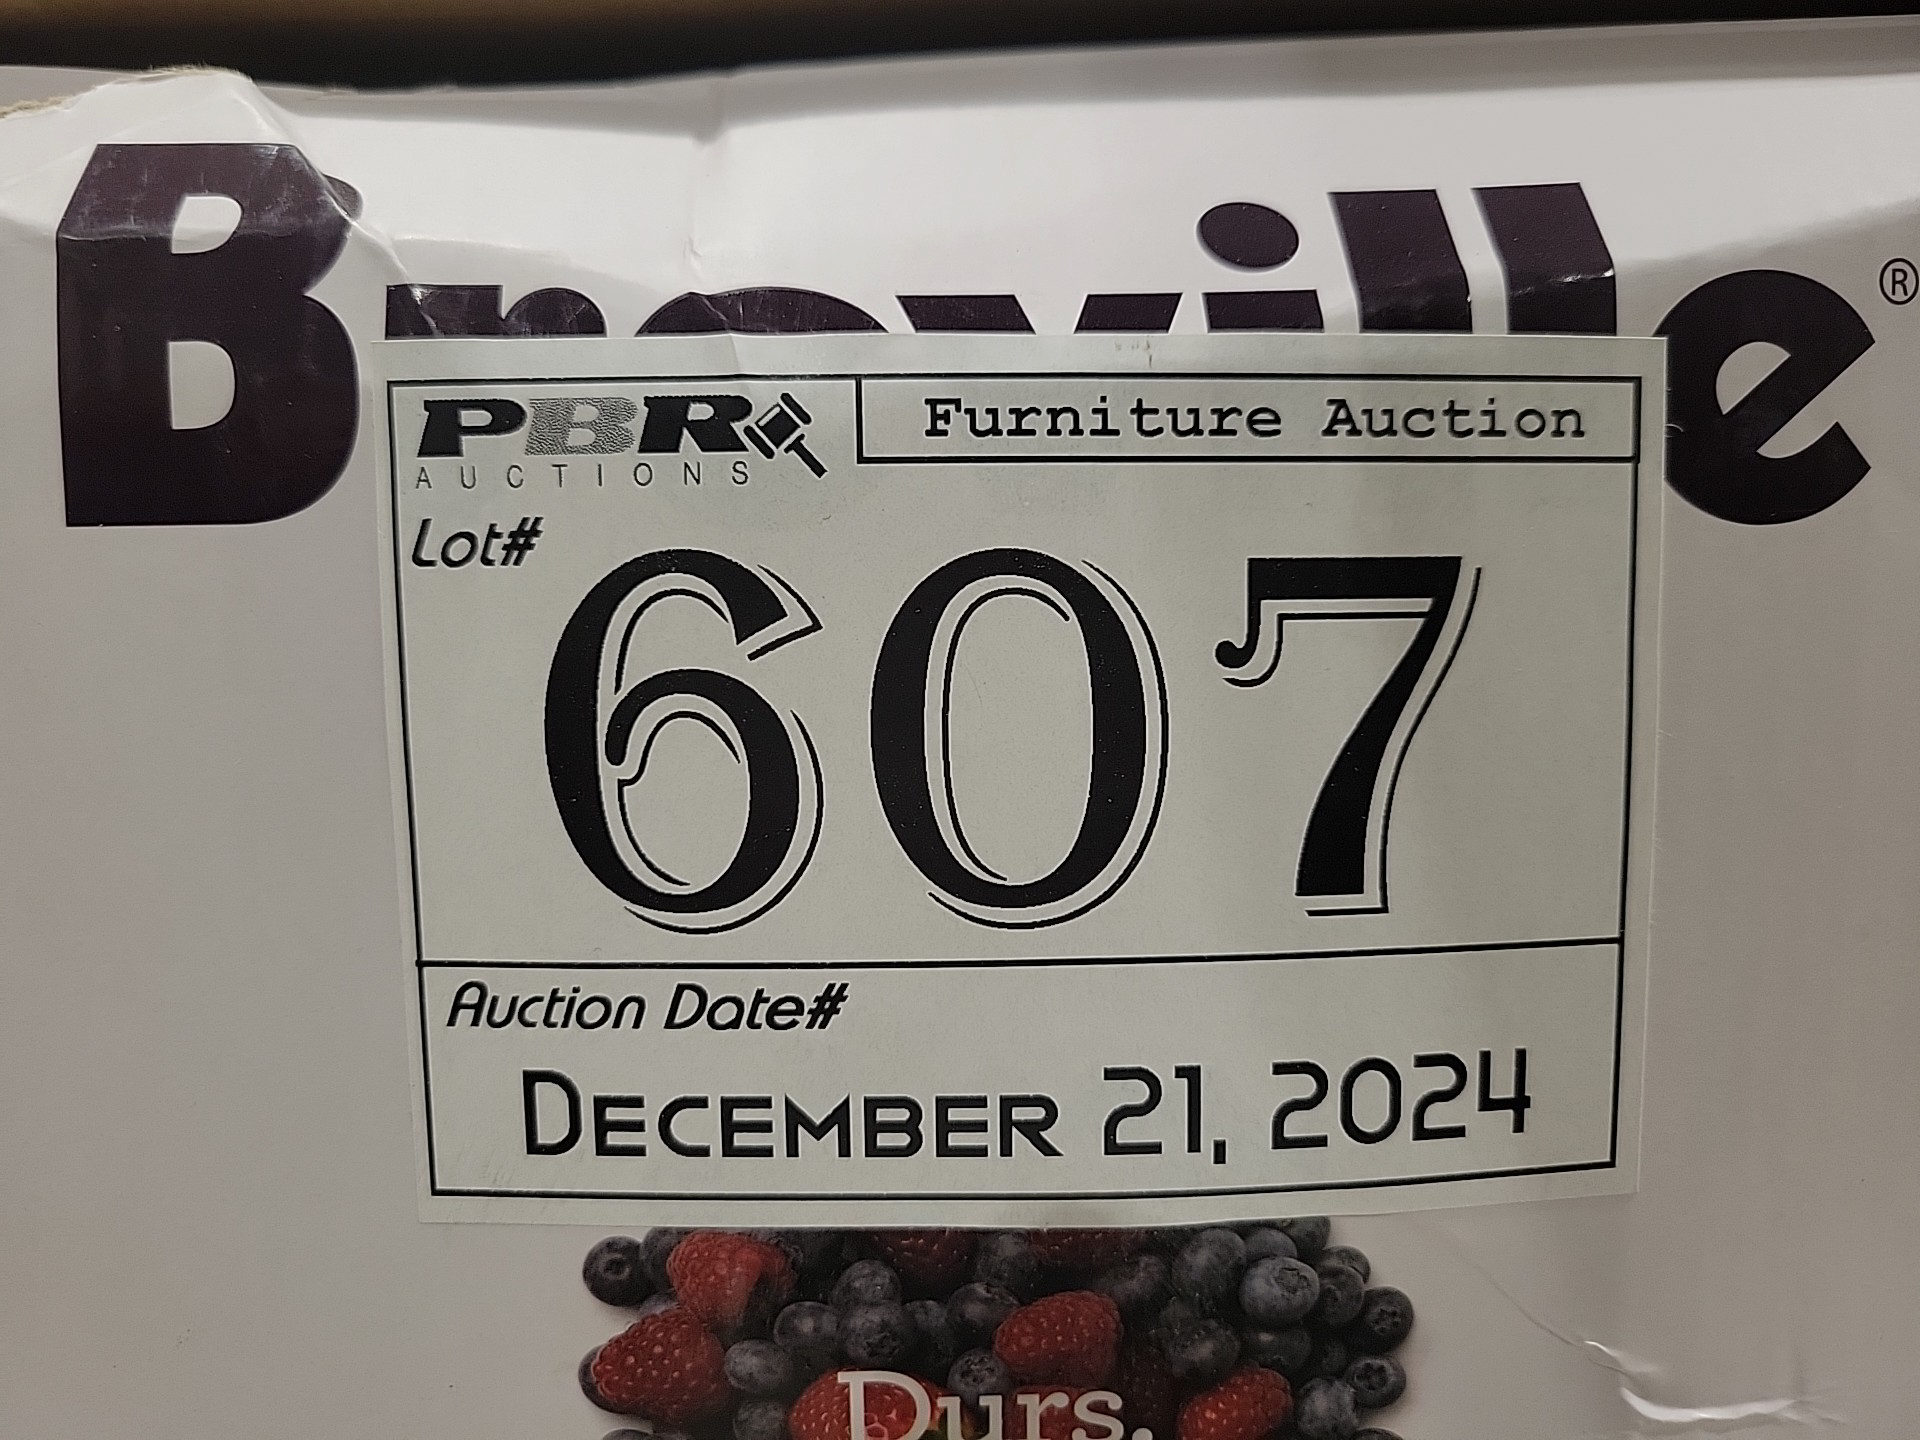 Breville®
PBR
AUCTIONS
Furniture Auction
Lot#
607
Auction Date#
DECEMBER 21, 2024